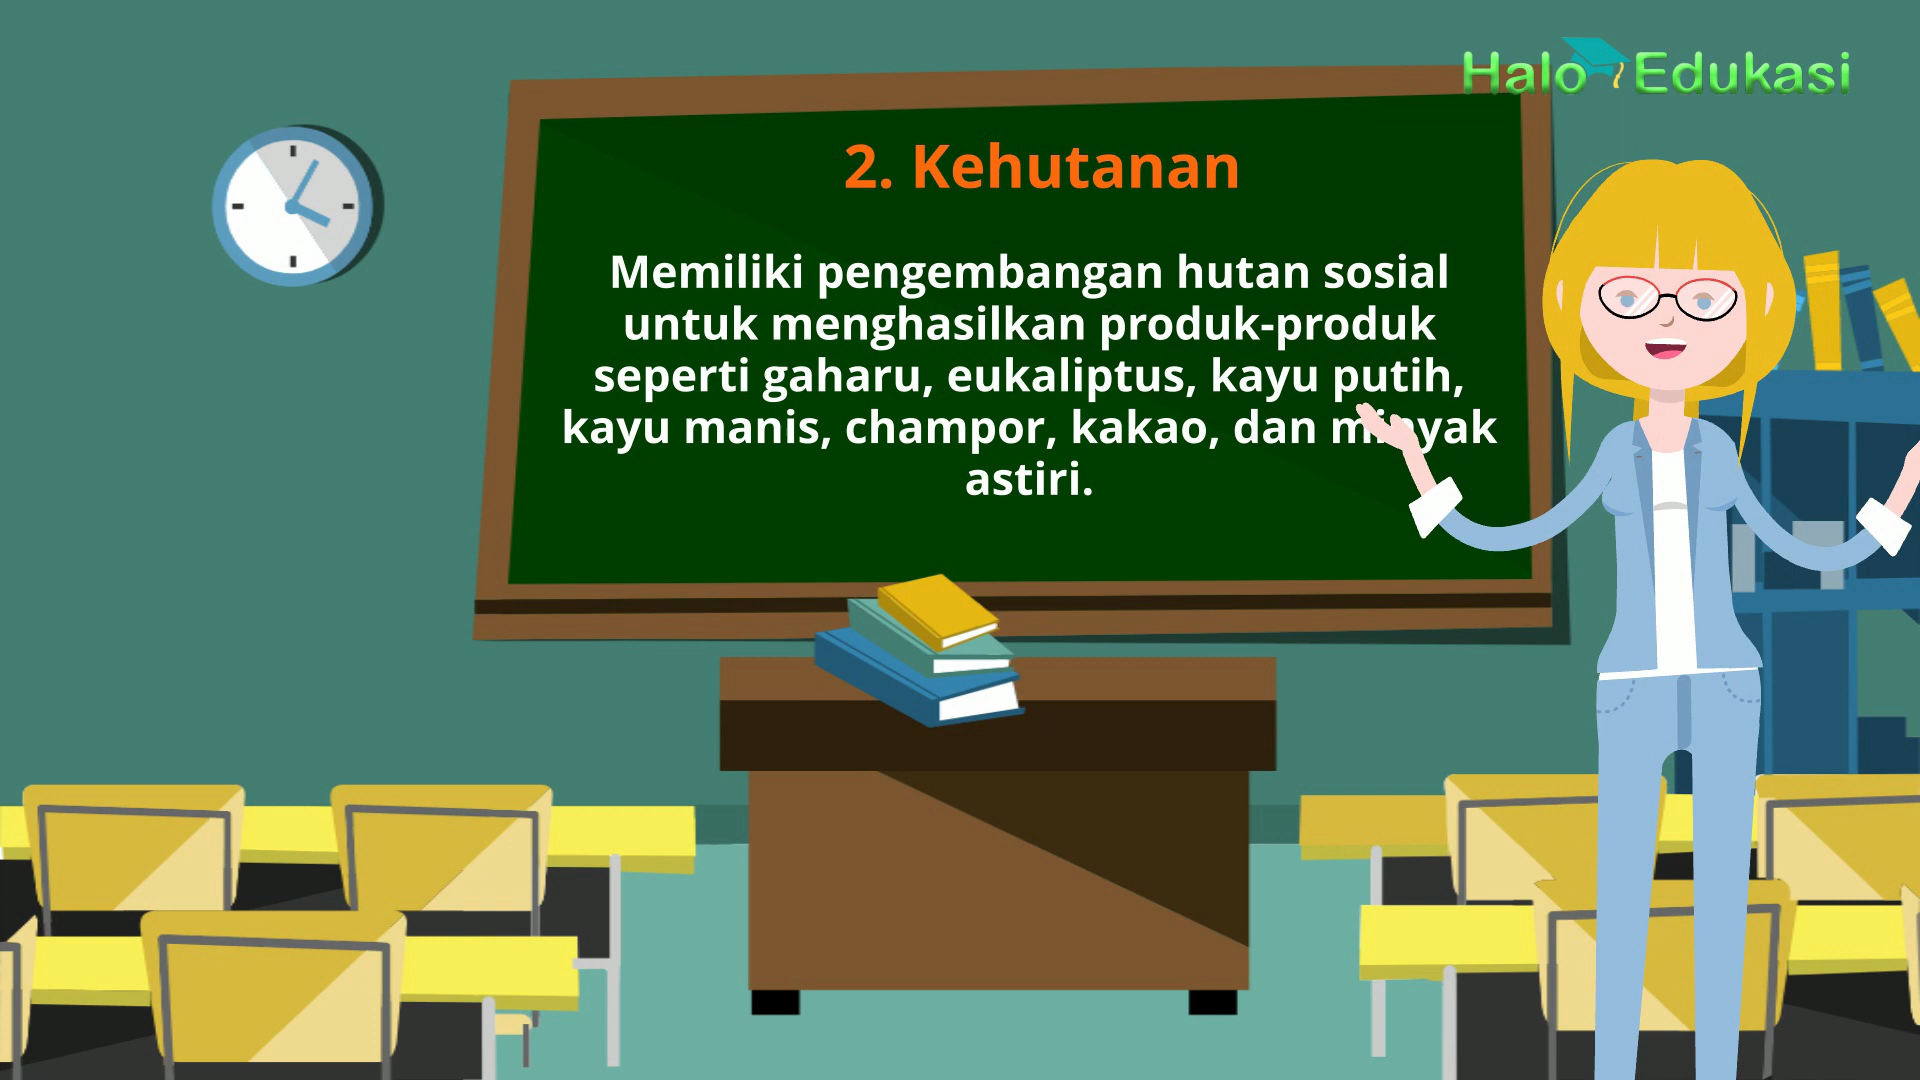 Halo Edukasi
2. Kehutanan
Memiliki pengembangan hutan sosial
untuk menghasilkan produk-produk
seperti gaharu, eukaliptus, kayu putih,
kayu manis, champor, kakao, dan minyak
astiri.